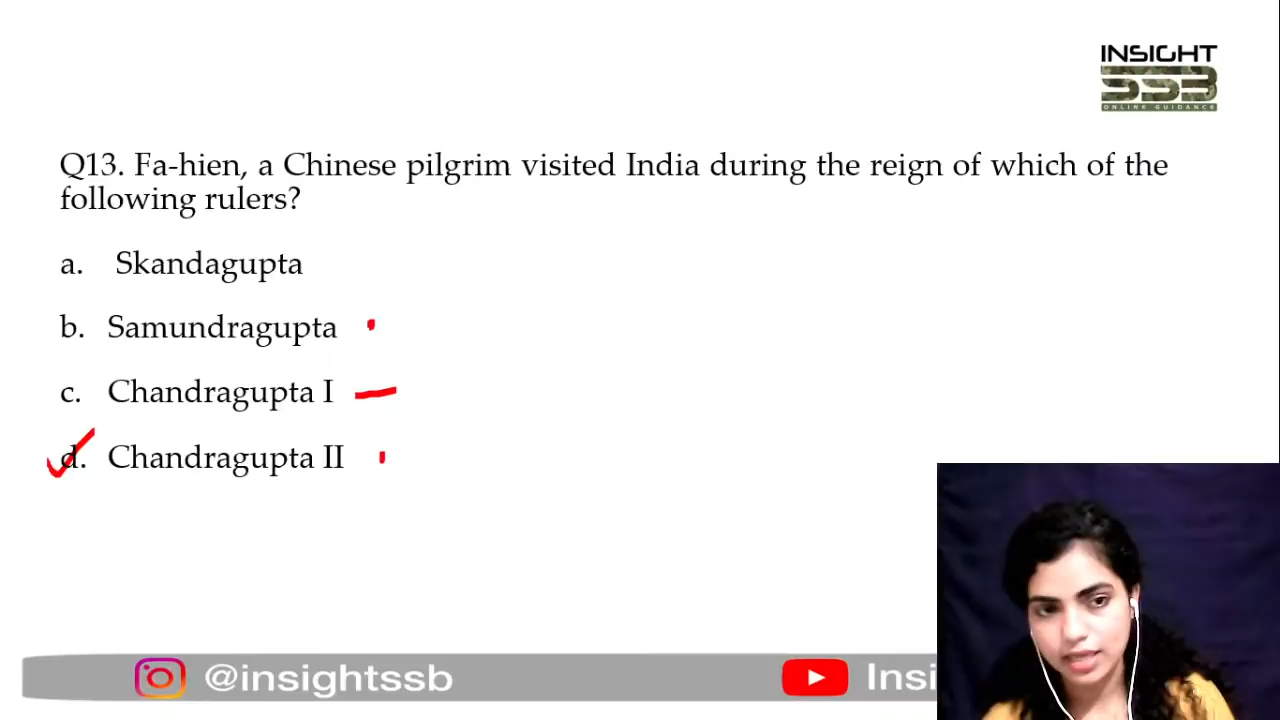 INSIGHT
SSB
ONLINE GUIDANCE
Q13. Fa-hien, a Chinese pilgrim visited India during the reign of which of the
following rulers?
a. Skandagupta
b. Samundragupta
c. Chandragupta I
d. Chandragupta II
@insightssb
Insi